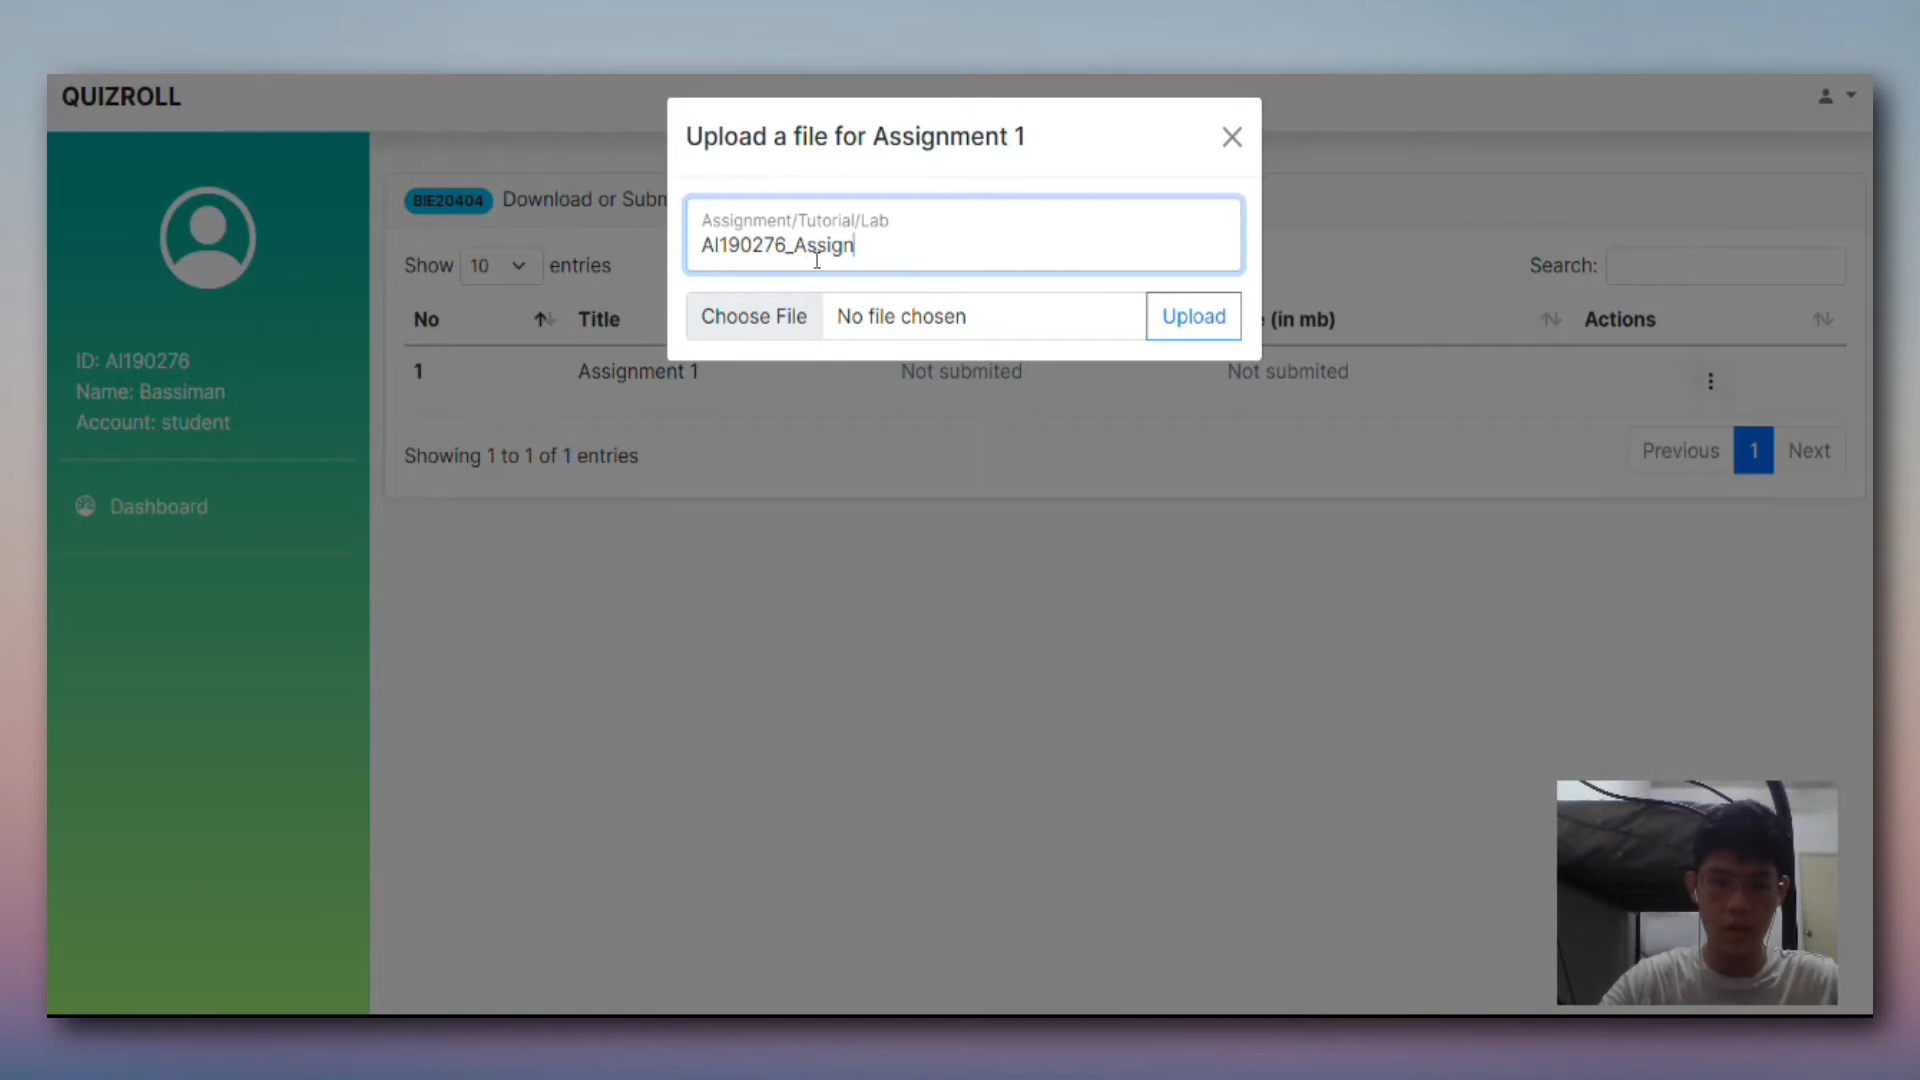 QUIZROLL
Upload a file for Assignment 1
BIE20404 Download or Subm
Assignment/Tutorial/Lab
AI190276_Assign
Show 10 entries
Search:
Choose File No file chosen Upload
No Title (in mb) Actions
1 Assignment 1 Not submited Not submited
ID: AI190276
Name: Bassiman
Account: student
Showing 1 to 1 of 1 entries
Previous 1 Next
Dashboard